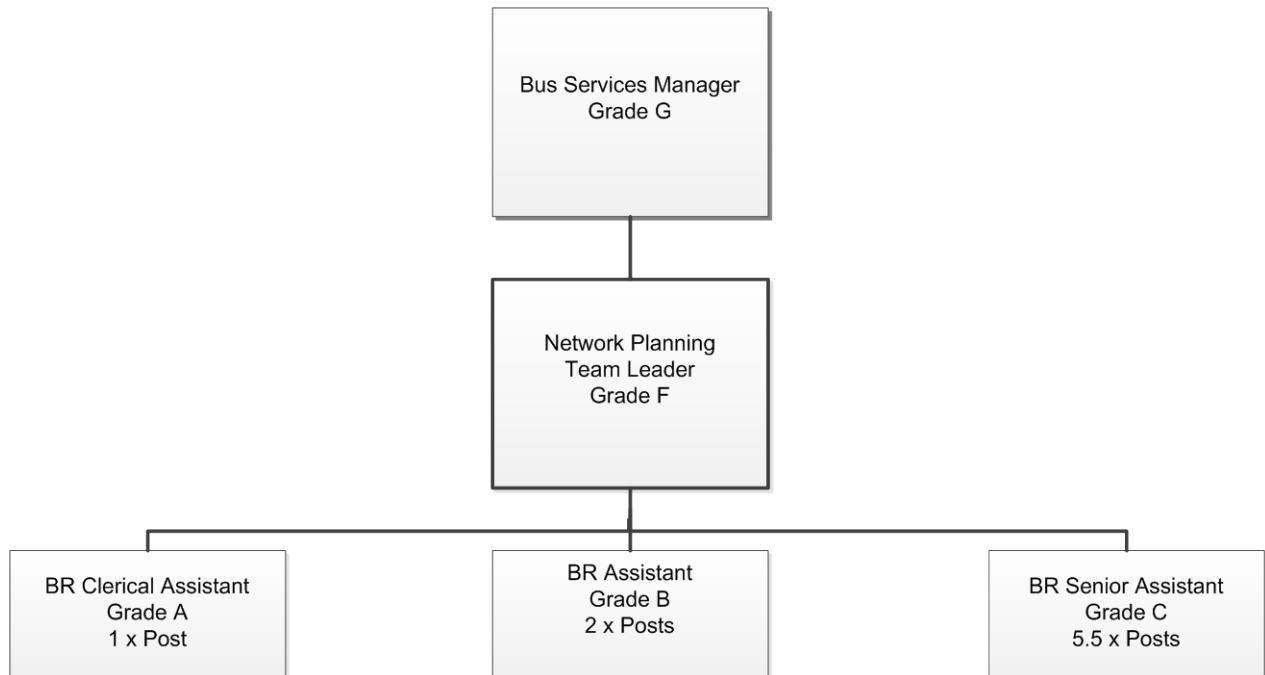 Bus Services Manager
Grade G
Network Planning
Team Leader
Grade F
BR Clerical Assistant
Grade A
1 x Post
BR Assistant
Grade B
2 x Posts
BR Senior Assistant
Grade C
5.5 x Posts